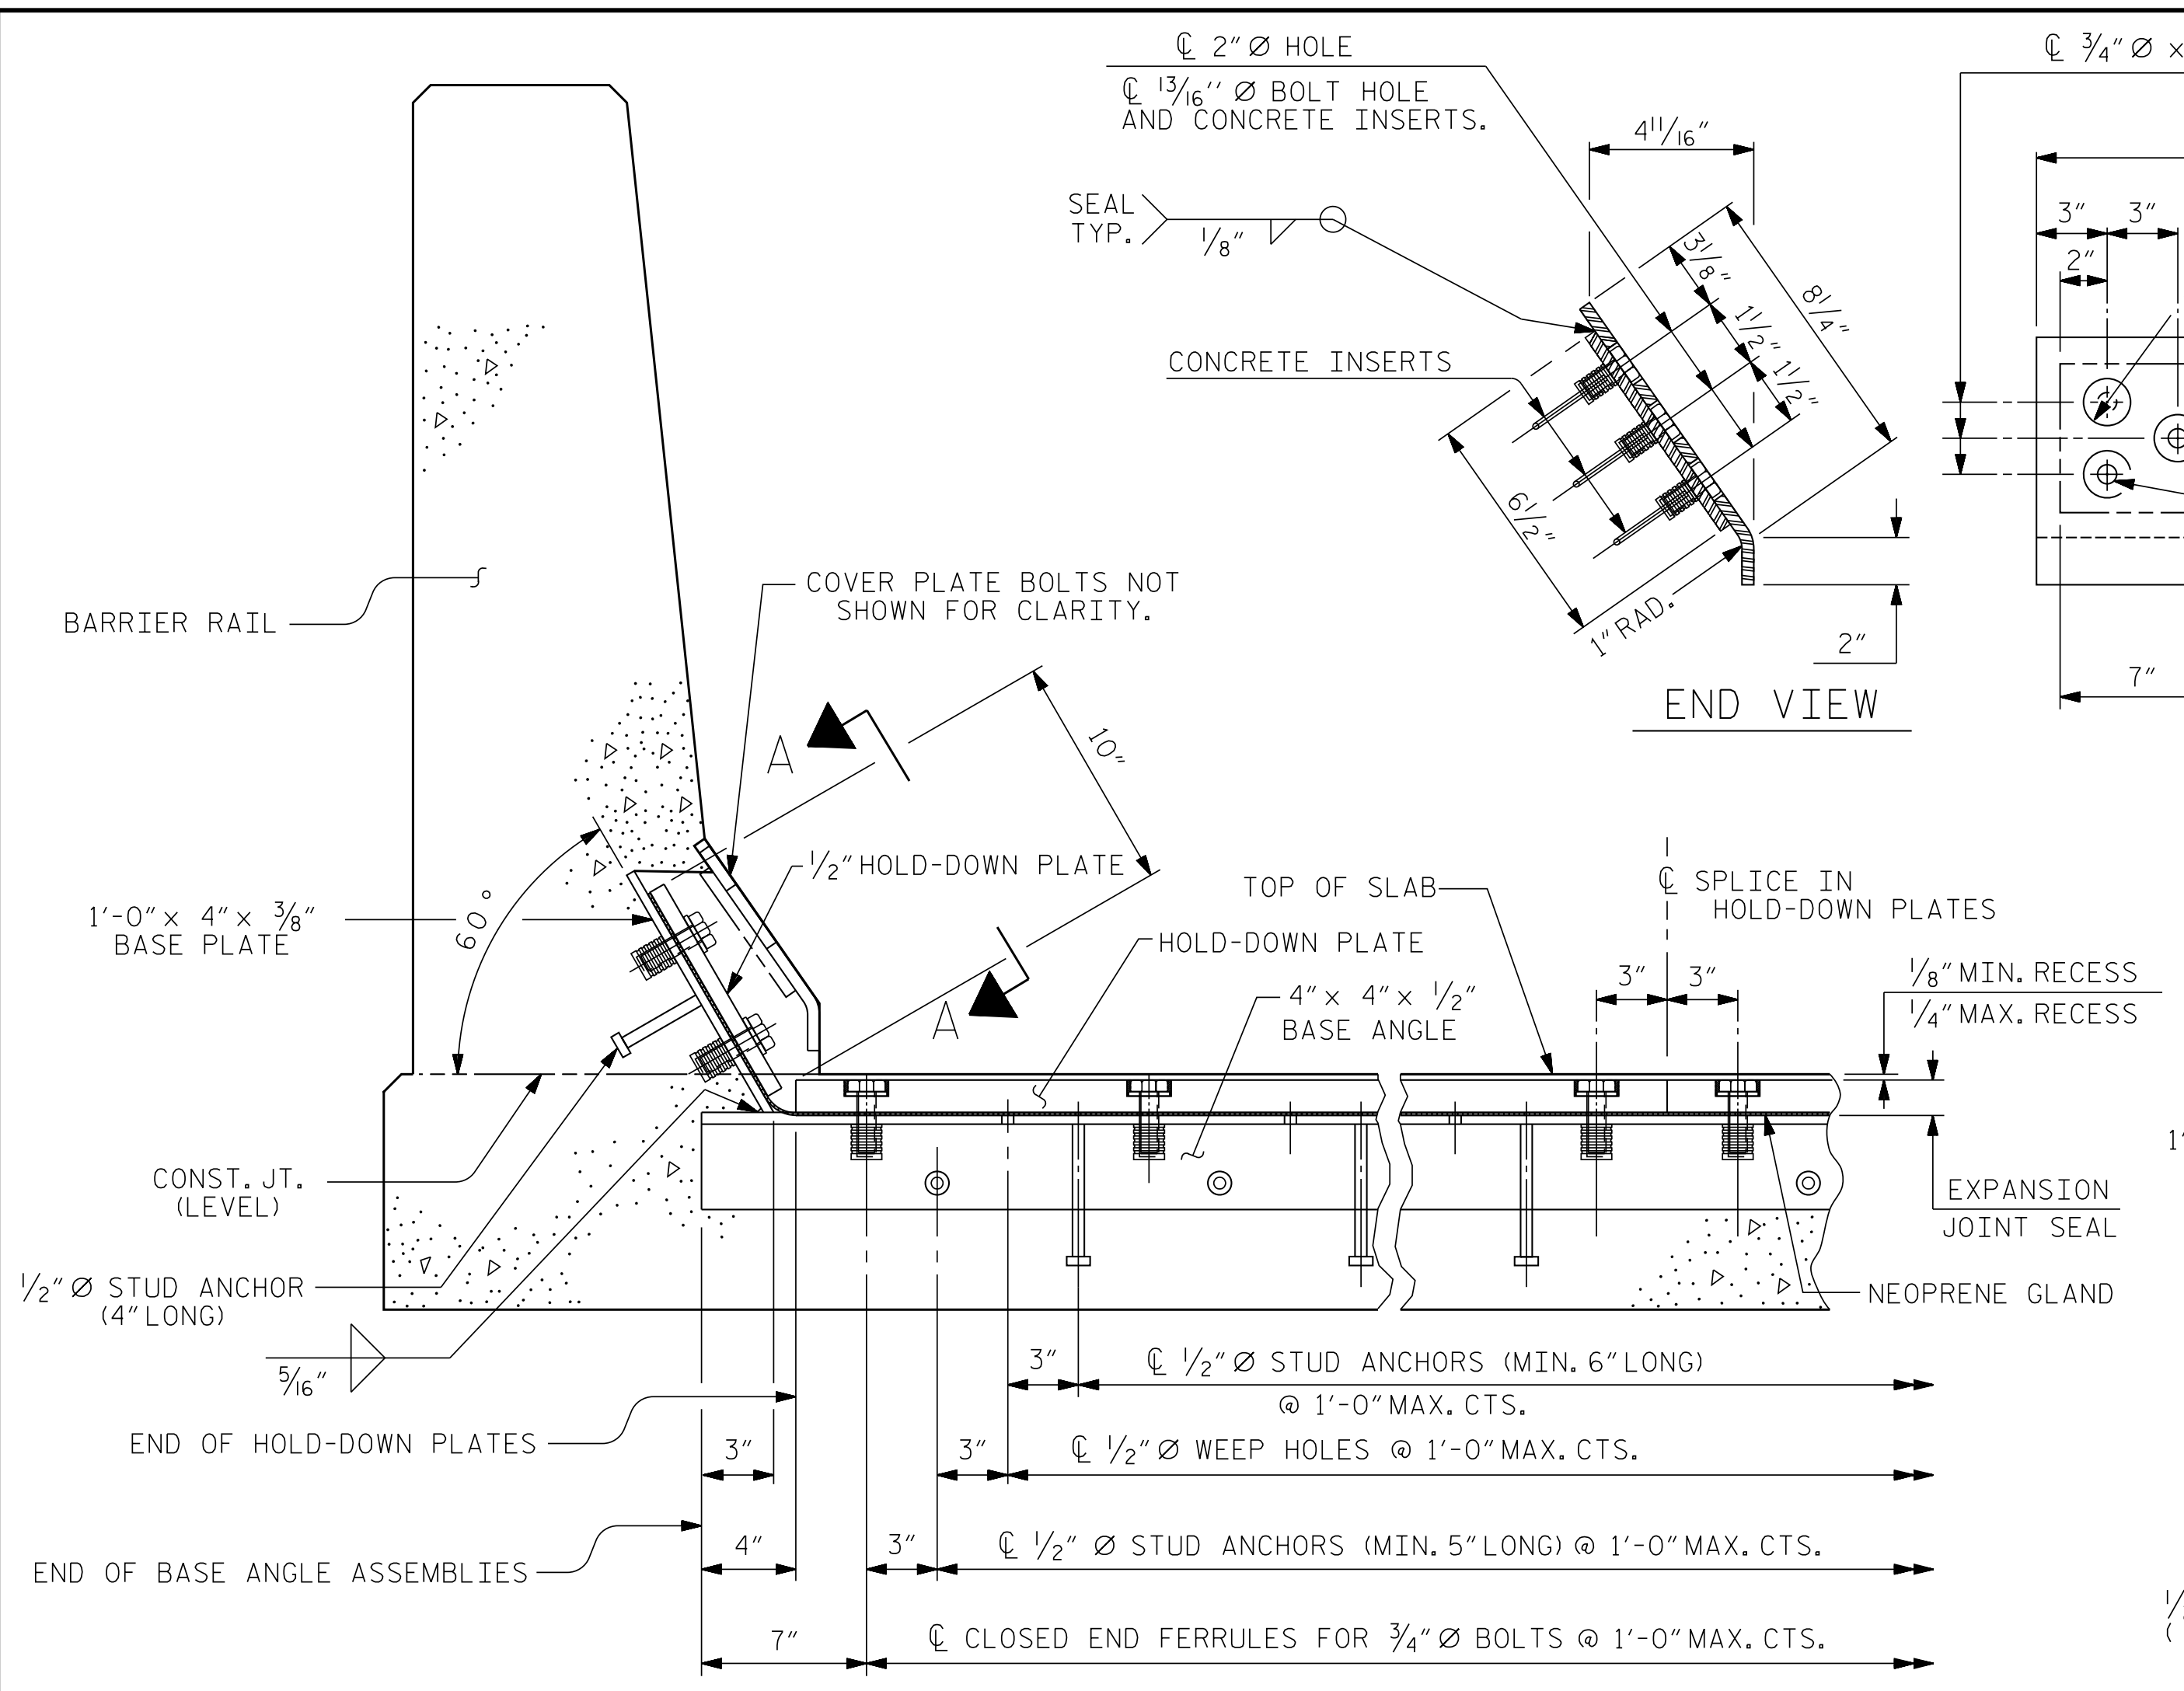 ℄ 2"Ø HOLE
℄ 13/16'' Ø BOLT HOLE
AND CONCRETE INSERTS.
℄ 3/4"Ø x
4 11/16"
SEAL
TYP.
1/8"
3 1/8"
8 1/4"
1 1/2"
1 1/2"
3"
3"
2"
CONCRETE INSERTS
6 1/2"
1" RAD.
2"
7"
END VIEW
COVER PLATE BOLTS NOT
SHOWN FOR CLARITY.
BARRIER RAIL
A
10"
1/2" HOLD-DOWN PLATE
TOP OF SLAB
℄ SPLICE IN
HOLD-DOWN PLATES
1'-0" x 4" x 3/8"
BASE PLATE
60°
HOLD-DOWN PLATE
3"
3"
1/8" MIN. RECESS
1/4" MAX. RECESS
4" x 4" x 1/2"
BASE ANGLE
A
CONST. JT.
(LEVEL)
EXPANSION
JOINT SEAL
1/2"Ø STUD ANCHOR
(4" LONG)
NEOPRENE GLAND
5/16"
3"
℄ 1/2"Ø STUD ANCHORS (MIN. 6" LONG)
@ 1'-0" MAX. CTS.
END OF HOLD-DOWN PLATES
3"
3"
℄ 1/2"Ø WEEP HOLES @ 1'-0" MAX. CTS.
END OF BASE ANGLE ASSEMBLIES
4"
3"
℄ 1/2" Ø STUD ANCHORS (MIN. 5" LONG) @ 1'-0" MAX. CTS.
7"
℄ CLOSED END FERRULES FOR 3/4"Ø BOLTS @ 1'-0" MAX. CTS.